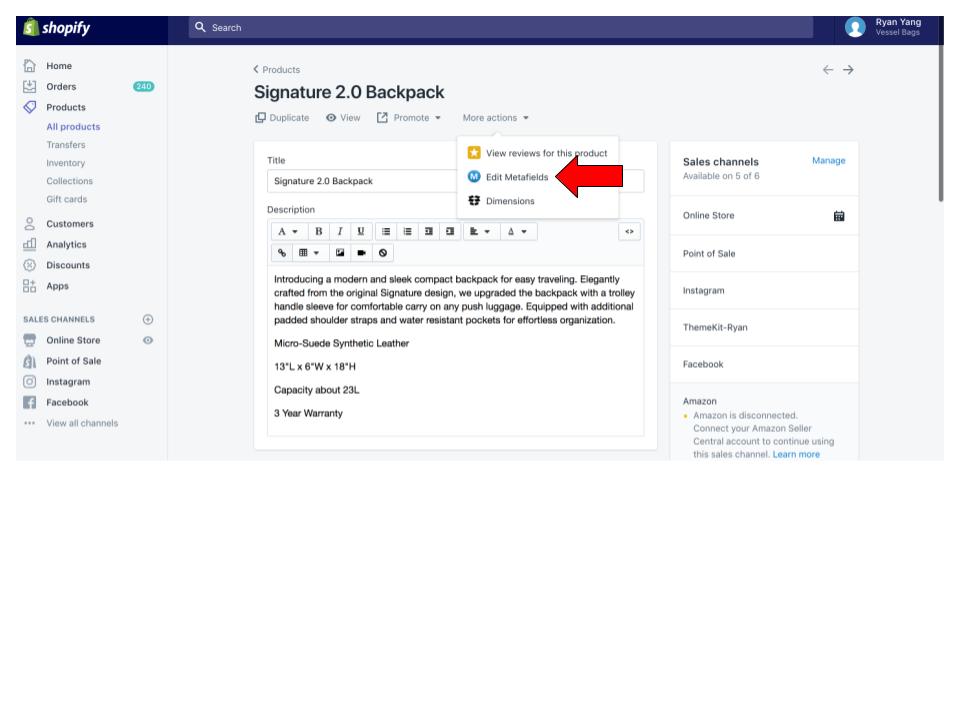 shopify
Search
Ryan Yang
Vessel Bags
Home
Orders 240
Products
All products
Transfers
Inventory
Collections
Gift cards
Customers
Analytics
Discounts
Apps
SALES CHANNELS
Online Store
Point of Sale
Instagram
Facebook
View all channels
Products
Signature 2.0 Backpack
Duplicate View Promote More actions
View reviews for this product
Edit Metafields
Dimensions
Title
Signature 2.0 Backpack
Description
A B I U A
Introducing a modern and sleek compact backpack for easy traveling. Elegantly
crafted from the original Signature design, we upgraded the backpack with a trolley
handle sleeve for comfortable carry on any push luggage. Equipped with additional
padded shoulder straps and water resistant pockets for effortless organization.
Micro-Suede Synthetic Leather
13"L x 6"W x 18"H
Capacity about 23L
3 Year Warranty
Sales channels Manage
Available on 5 of 6
Online Store
Point of Sale
Instagram
ThemeKit-Ryan
Facebook
Amazon
Amazon is disconnected.
Connect your Amazon Seller
Central account to continue using
this sales channel. Learn more